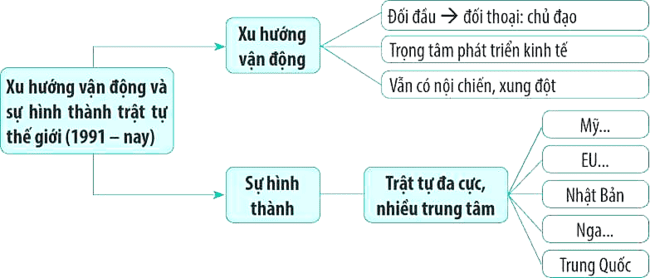 Xu hướng vận động và
sự hình thành trật tự
thế giới (1991 – nay)
Xu hướng
vận động
Đối đầu → đối thoại: chủ đạo
Trọng tâm phát triển kinh tế
Vẫn có nội chiến, xung đột
Sự hình
thành
Trật tự đa cực,
nhiều trung tâm
Mỹ...
EU...
Nhật Bản
Nga...
Trung Quốc